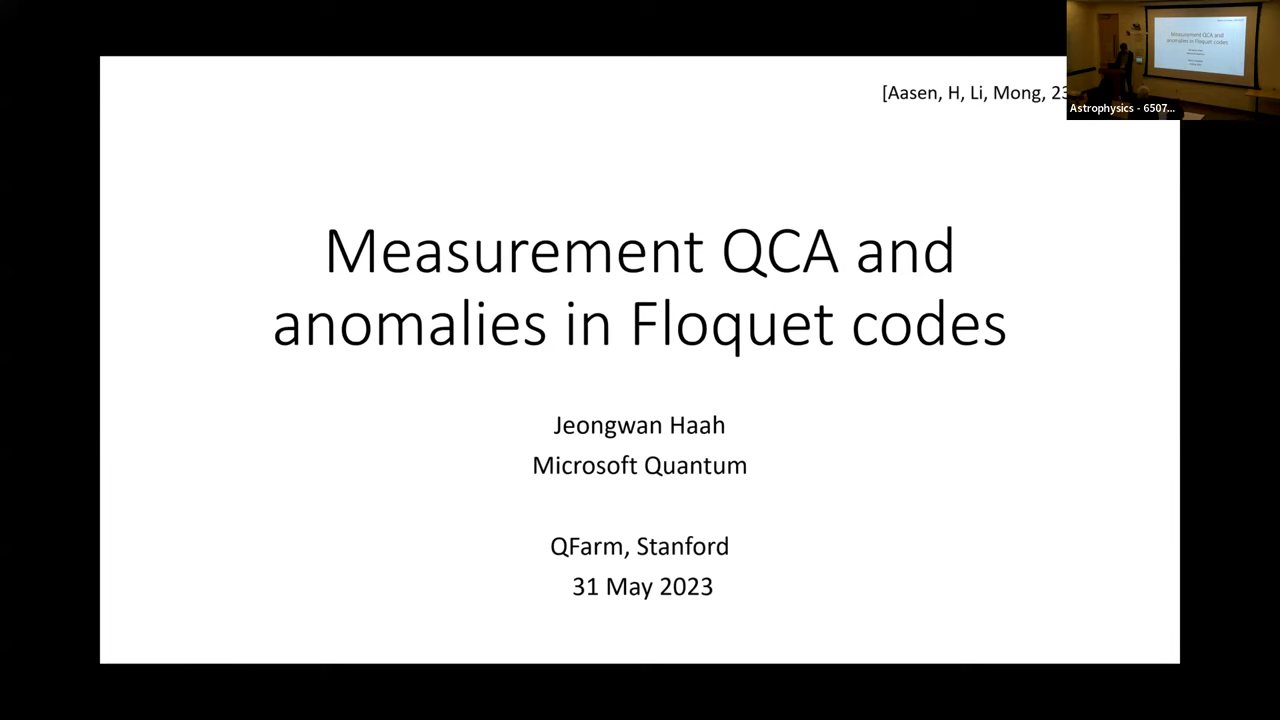 [Aasen, H, Li, Mong, 23
Astrophysics - 6507...
Measurement QCA and
anomalies in Floquet codes
Jeongwan Haah
Microsoft Quantum
QFarm, Stanford
31 May 2023